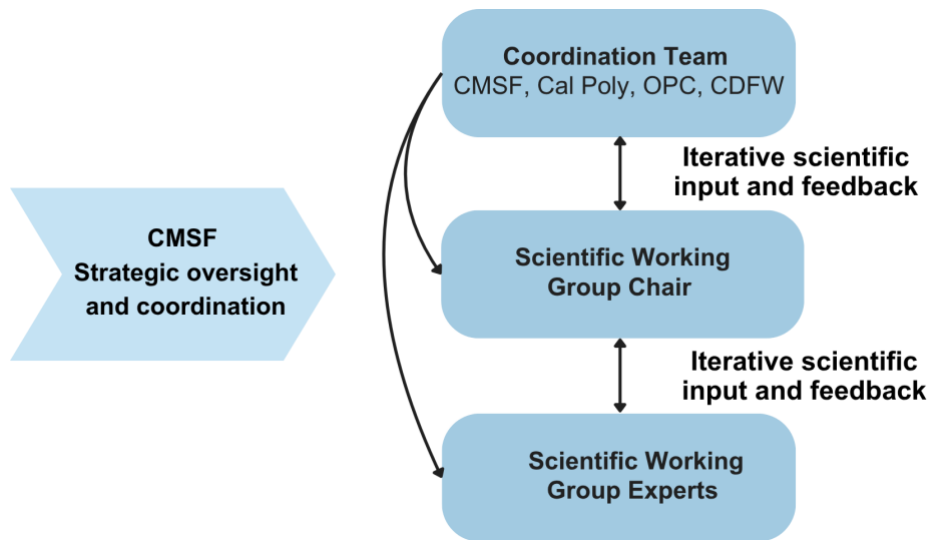 Coordination Team
CMSF, Cal Poly, OPC, CDFW
Iterative scientific
input and feedback
CMSF
Strategic oversight
and coordination
Scientific Working
Group Chair
Iterative scientific
input and feedback
Scientific Working
Group Experts